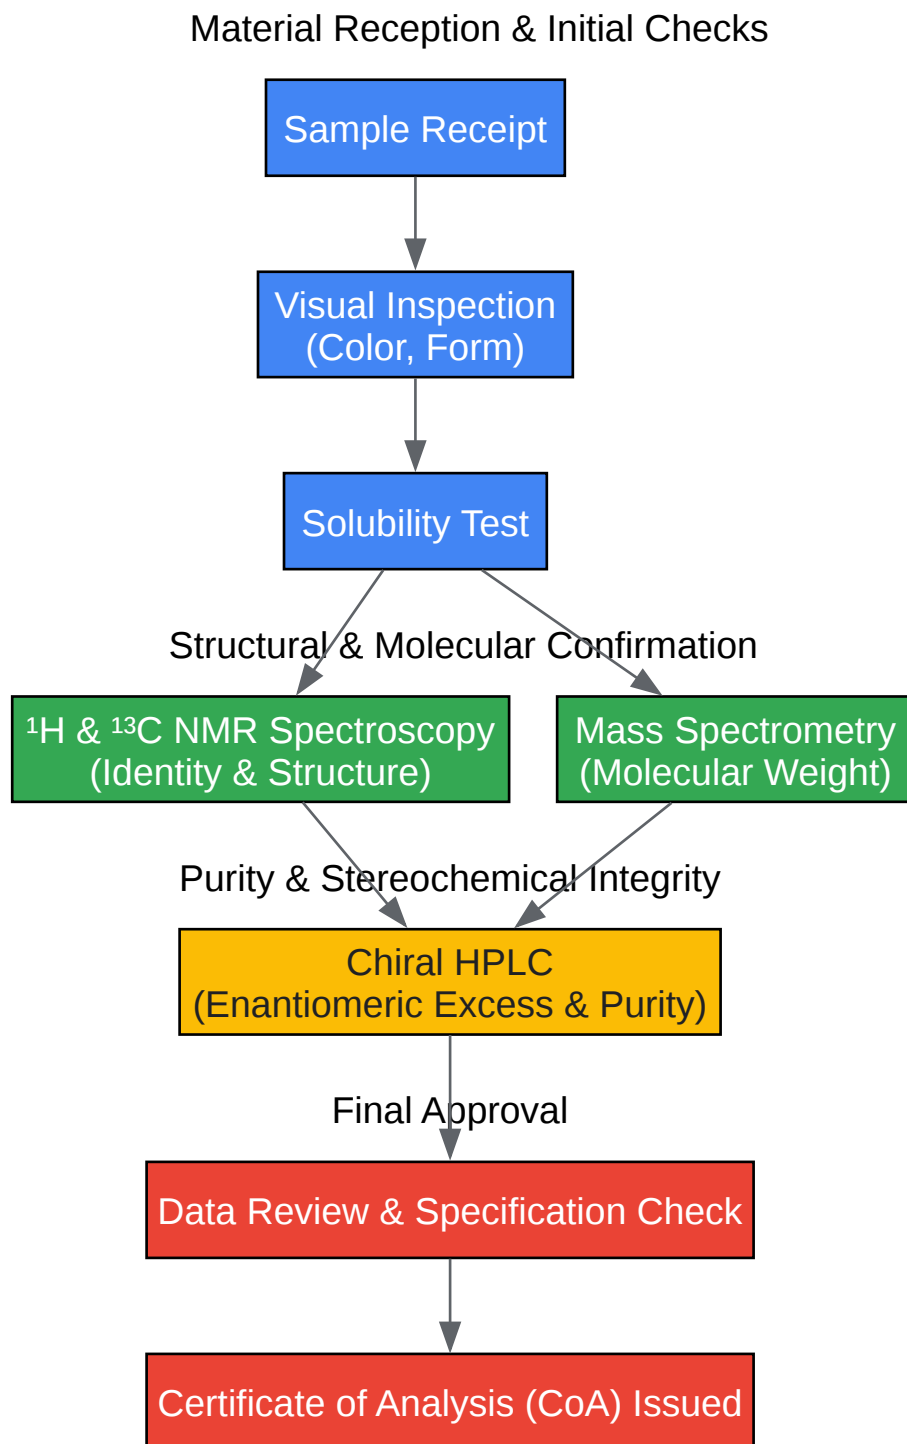 Material Reception & Initial Checks
Sample Receipt
Visual Inspection
(Color, Form)
Solubility Test
Structural & Molecular Confirmation
¹H & ¹³C NMR Spectroscopy
(Identity & Structure)
Mass Spectrometry
(Molecular Weight)
Purity & Stereochemical Integrity
Chiral HPLC
(Enantiomeric Excess & Purity)
Final Approval
Data Review & Specification Check
Certificate of Analysis (CoA) Issued